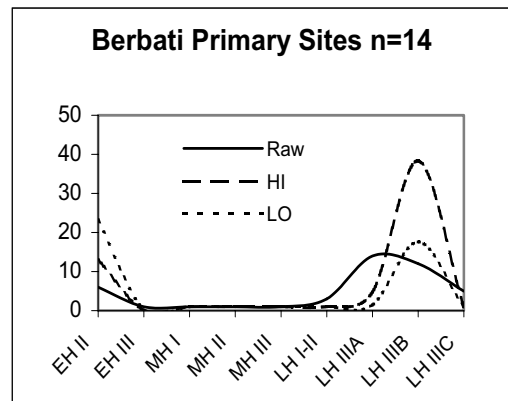 Berbati Primary Sites n=14
50
40
30
20
10
0
Raw
HI
LO
EH II
EH III
MH I
MH II
MH III
LH I-II
LH IIIA
LH IIIB
LH IIIC